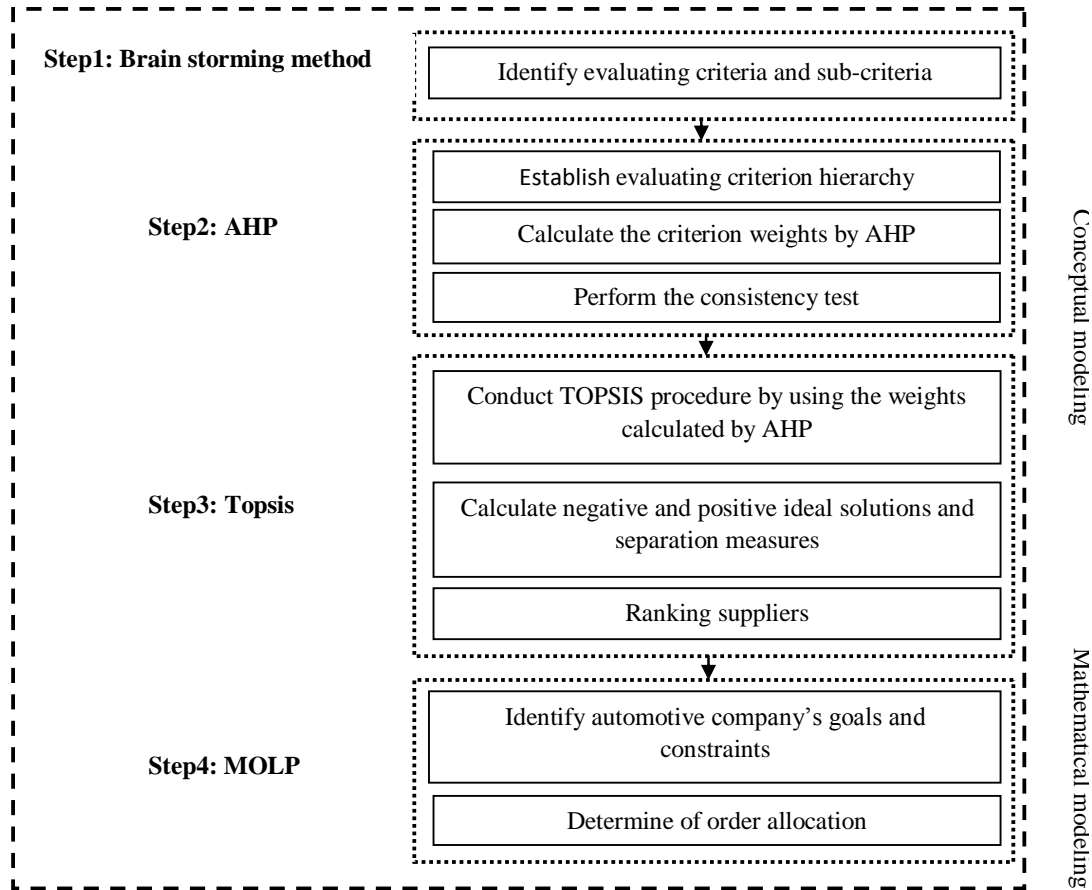 Step1: Brain storming method
Identify evaluating criteria and sub-criteria
Step2: AHP
Establish evaluating criterion hierarchy
Calculate the criterion weights by AHP
Perform the consistency test
Conceptual modeling
Step3: Topsis
Conduct TOPSIS procedure by using the weights
calculated by AHP
Calculate negative and positive ideal solutions and
separation measures
Ranking suppliers
Step4: MOLP
Identify automotive company’s goals and
constraints
Determine of order allocation
Mathematical modeling